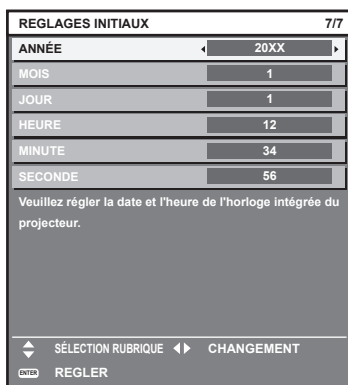 REGLAGES INITIAUX 7/7
ANNÉE 20XX
MOIS 1
JOUR 1
HEURE 12
MINUTE 34
SECONDE 56
Veuillez régler la date et l'heure de l'horloge intégrée du
projecteur.
SÉLECTION RUBRIQUE CHANGEMENT
ENTER REGLER